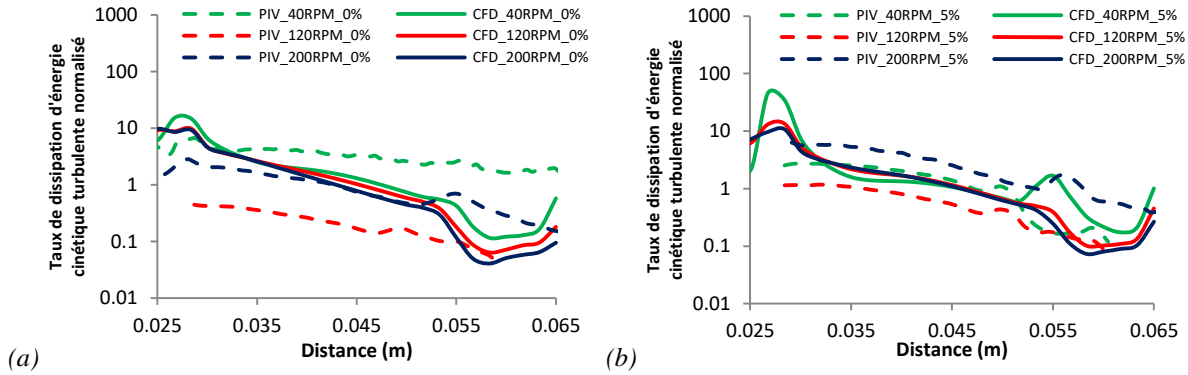 Taux de dissipation d'énergie
cinétique turbulente normalisé
1000
100
10
1
0.1
0.01
PIV_40RPM_0%
CFD_40RPM_0%
PIV_120RPM_0%
CFD_120RPM_0%
PIV_200RPM_0%
CFD_200RPM_0%
0.025
0.035
0.045
0.055
0.065
Distance (m)
(a)
Taux de dissipation d'énergie
cinétique turbulente normalisé
1000
100
10
1
0.1
0.01
PIV_40RPM_5%
CFD_40RPM_5%
PIV_120RPM_5%
CFD_120RPM_5%
PIV_200RPM_5%
CFD_200RPM_5%
0.025
0.035
0.045
0.055
0.065
Distance (m)
(b)